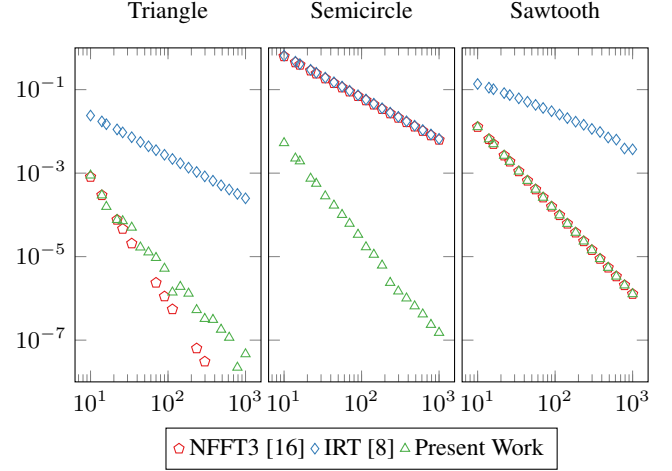 Triangle Semicircle Sawtooth
10^−1
10^−3
10^−5
10^−7
10^1 10^2 10^3 10^1 10^2 10^3 10^1 10^2 10^3
NFFT3 [16] IRT [8] Present Work